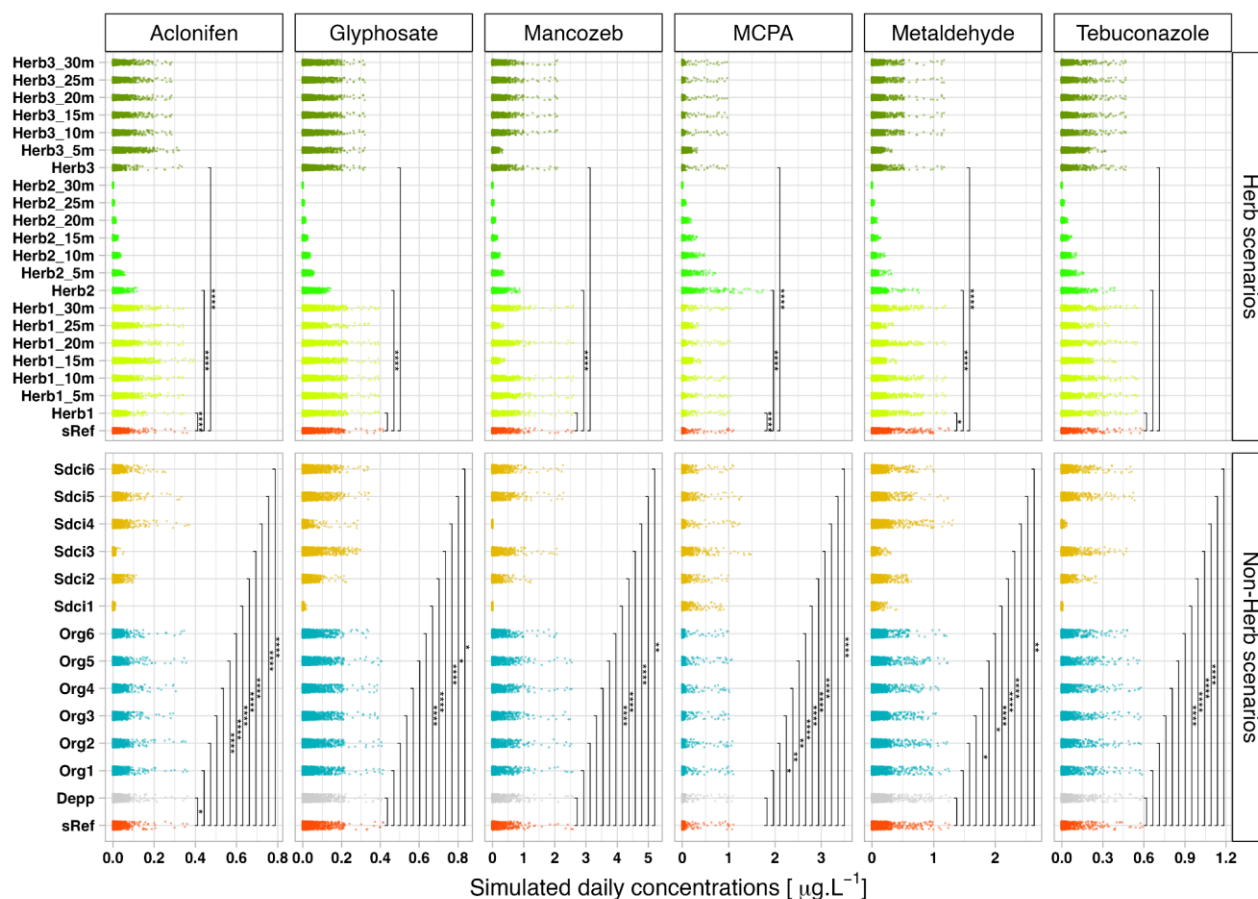 Aclonifen Glyphosate Mancozeb MCPA Metaldehyde Tebuconazole
Herb3_30m
Herb3_25m
Herb3_20m
Herb3_15m
Herb3_10m
Herb3_5m
Herb3
Herb2_30m
Herb2_25m
Herb2_20m
Herb2_15m
Herb2_10m
Herb2_5m
Herb2
Herb1_30m
Herb1_25m
Herb1_20m
Herb1_15m
Herb1_10m
Herb1_5m
Herb1
sRef
Herb scenarios
Sdci6
Sdci5
Sdci4
Sdci3
Sdci2
Sdci1
Org6
Org5
Org4
Org3
Org2
Org1
Depp
sRef
Non-Herb scenarios
0.0 0.2 0.4 0.6 0.8 0.0 0.2 0.4 0.6 0.8 0 1 2 3 4 5 0 1 2 3 0 1 2 0.0 0.3 0.6 0.9 1.2
Simulated daily concentrations [ µg.L⁻¹]